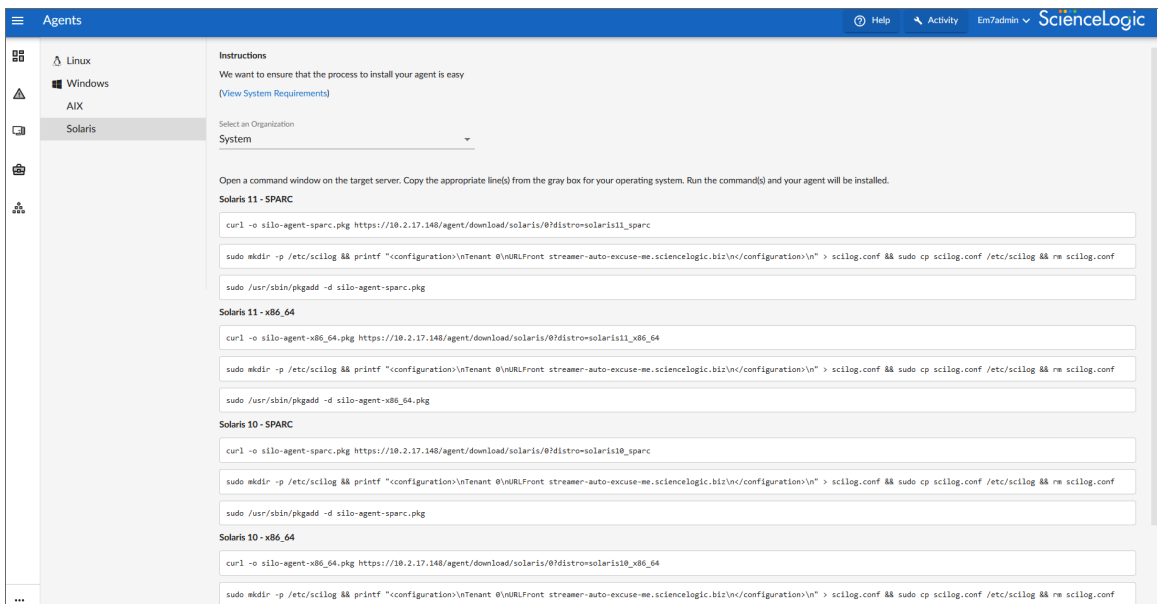 Agents
Help
Activity
Em7admin
ScienceLogic
Linux
Windows
AIX
Solaris
Instructions
We want to ensure that the process to install your agent is easy
(View System Requirements)
Select an Organization
System
Open a command window on the target server. Copy the appropriate line(s) from the gray box for your operating system. Run the command(s) and your agent will be installed.
Solaris 11 - SPARC
curl -o silo-agent-sparc.pkg https://10.2.17.148/agent/download/solaris/0?distro=solaris11_sparc
sudo mkdir -p /etc/scilog && printf "<configuration>\nTenant 0\nURLFront streamer-auto-excuse-me.sciencelogic.biz\n</configuration>\n" > scilog.conf && sudo cp scilog.conf /etc/scilog && rm scilog.conf
sudo /usr/sbin/pkgadd -d silo-agent-sparc.pkg
Solaris 11 - x86_64
curl -o silo-agent-x86_64.pkg https://10.2.17.148/agent/download/solaris/0?distro=solaris11_x86_64
sudo mkdir -p /etc/scilog && printf "<configuration>\nTenant 0\nURLFront streamer-auto-excuse-me.sciencelogic.biz\n</configuration>\n" > scilog.conf && sudo cp scilog.conf /etc/scilog && rm scilog.conf
sudo /usr/sbin/pkgadd -d silo-agent-x86_64.pkg
Solaris 10 - SPARC
curl -o silo-agent-sparc.pkg https://10.2.17.148/agent/download/solaris/0?distro=solaris10_sparc
sudo mkdir -p /etc/scilog && printf "<configuration>\nTenant 0\nURLFront streamer-auto-excuse-me.sciencelogic.biz\n</configuration>\n" > scilog.conf && sudo cp scilog.conf /etc/scilog && rm scilog.conf
sudo /usr/sbin/pkgadd -d silo-agent-sparc.pkg
Solaris 10 - x86_64
curl -o silo-agent-x86_64.pkg https://10.2.17.148/agent/download/solaris/0?distro=solaris10_x86_64
sudo mkdir -p /etc/scilog && printf "<configuration>\nTenant 0\nURLFront streamer-auto-excuse-me.sciencelogic.biz\n</configuration>\n" > scilog.conf && sudo cp scilog.conf /etc/scilog && rm scilog.conf